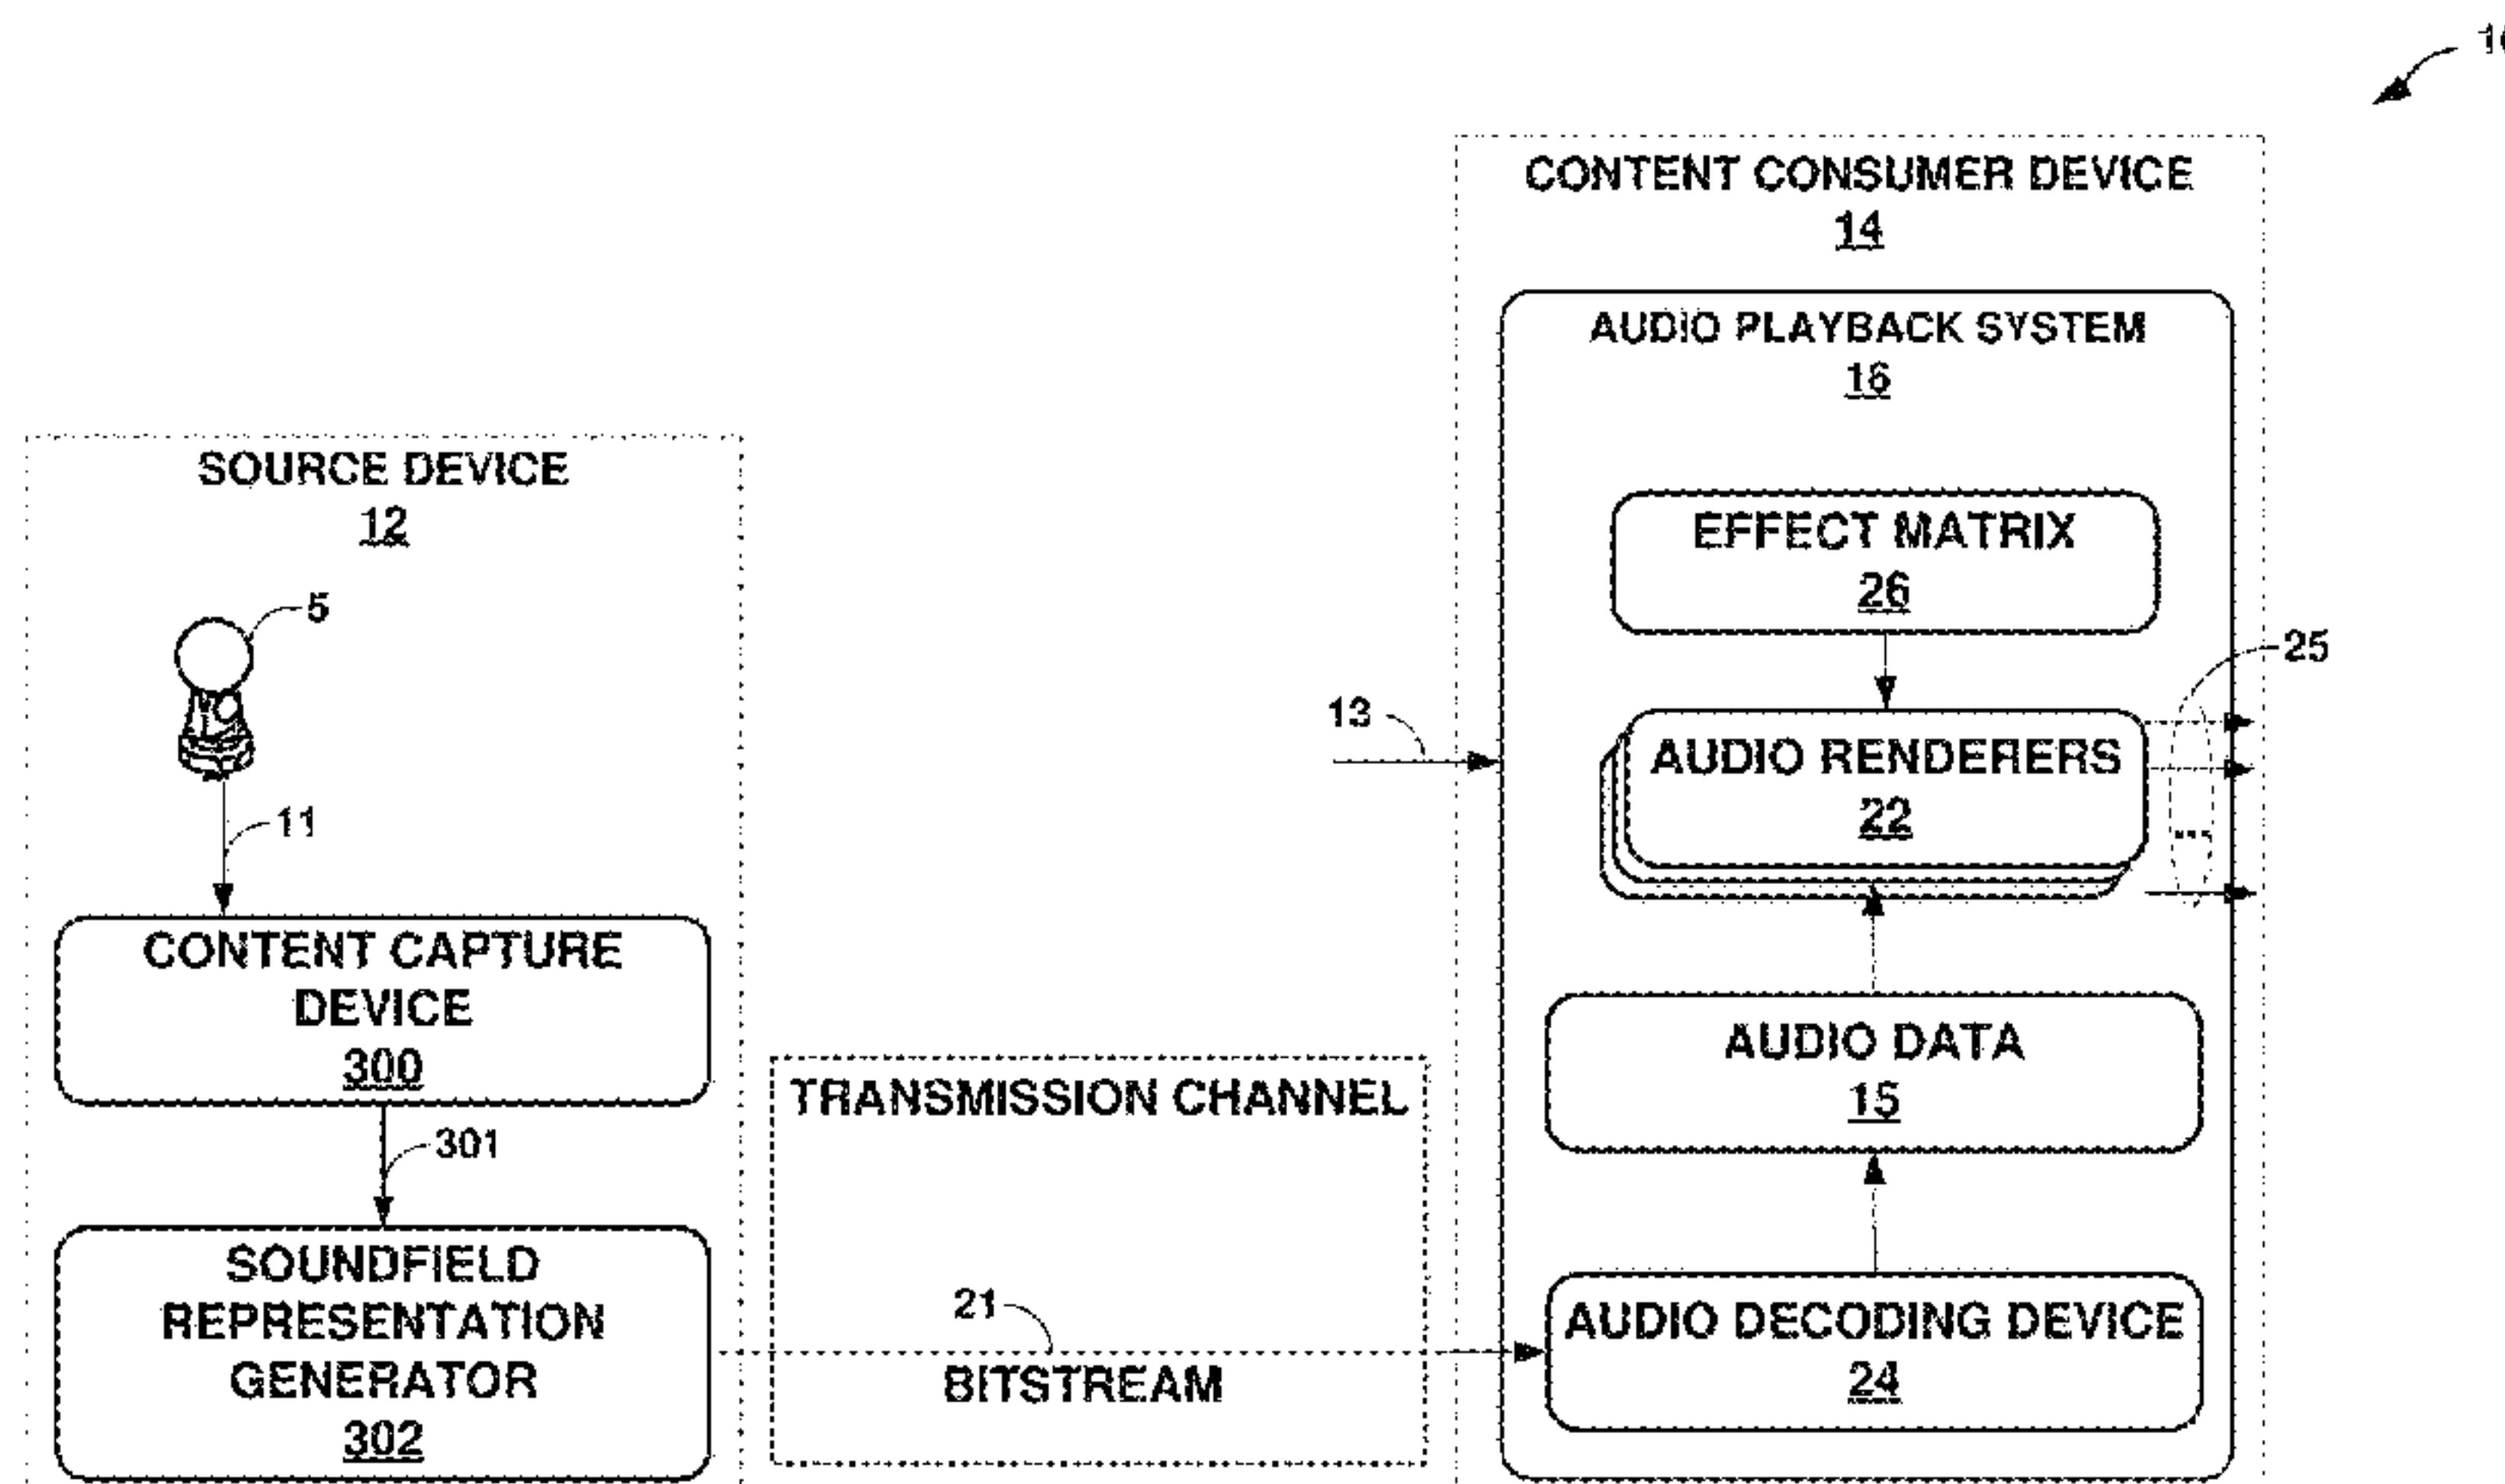 CONTENT CONSUMER DEVICE
14
AUDIO PLAYBACK SYSTEM
16
SOURCE DEVICE
12
EFFECT MATRIX
26
5
25
13
AUDIO RENDERERS
22
11
CONTENT CAPTURE
DEVICE
300
AUDIO DATA
15
TRANSMISSION CHANNEL
301
SOUNDFIELD
REPRESENTATION
GENERATOR
302
21
BITSTREAM
AUDIO DECODING DEVICE
24